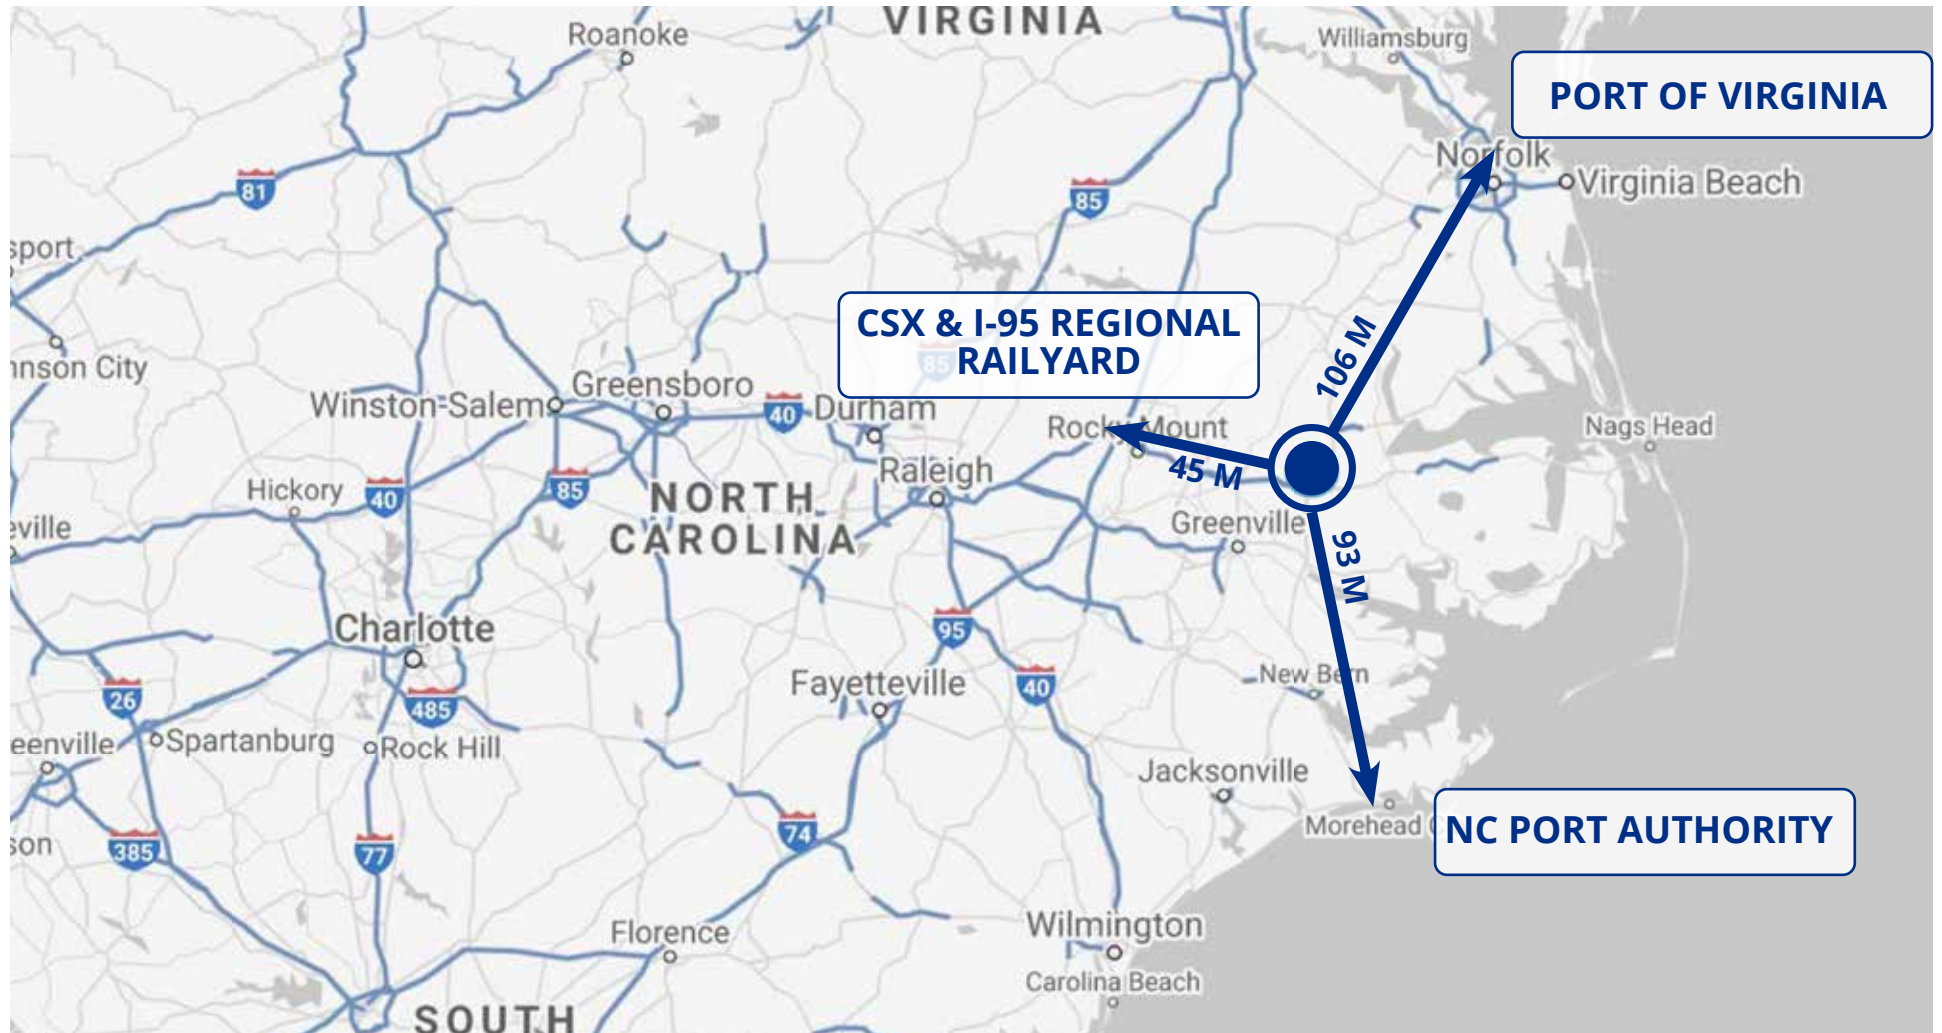 VIRGINIA
Roanoke
Williamsburg
PORT OF VIRGINIA
Norfolk
Virginia Beach
81
85
sport
CSX & I-95 REGIONAL
RAILYARD
85
106 M
nnson City
Winston-Salem
Greensboro
40
Durham
Rocky Mount
Nags Head
45 M
Raleigh
Hickory
40
85
NORTH
CAROLINA
Greenville
93 M
eville
Charlotte
95
40
New Bern
Fayetteville
26
485
eenville
Spartanburg
Rock Hill
Jacksonville
385
77
74
son
Morehead C
NC PORT AUTHORITY
Florence
Wilmington
Carolina Beach
SOUTH